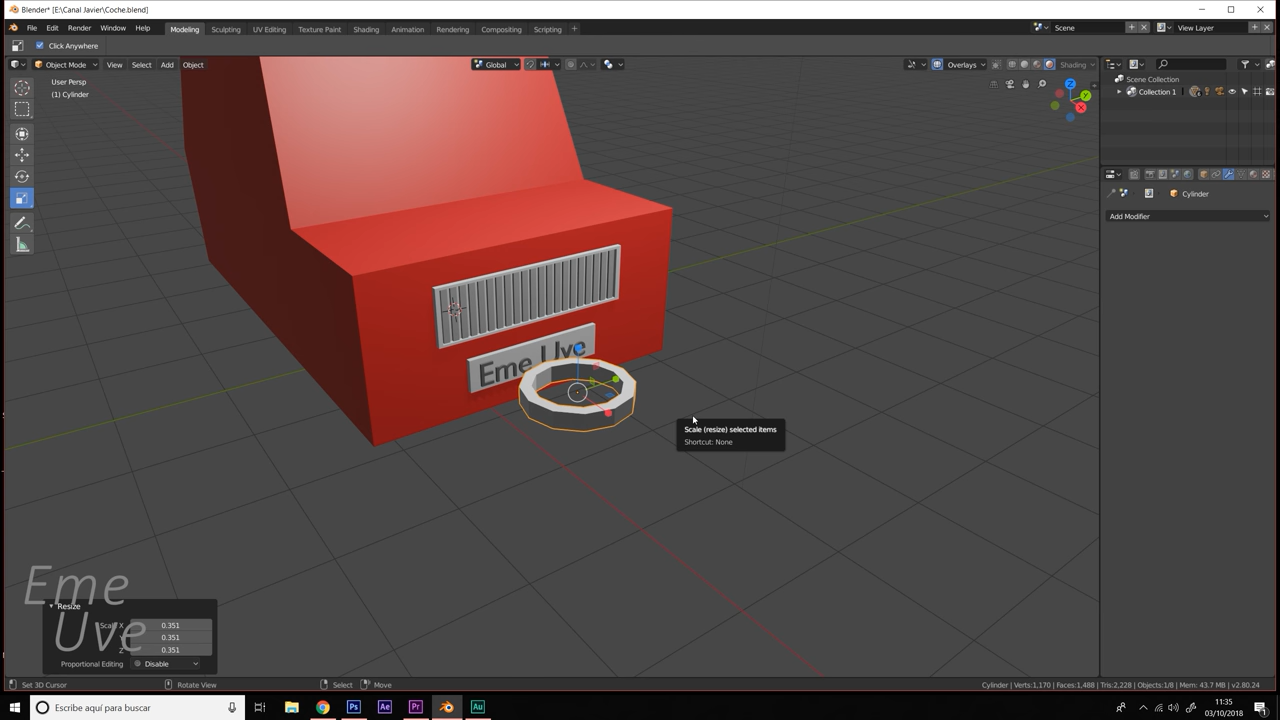 Blender* [E:\Canal Javier\Coche.blend]
File Edit Render Window Help Modeling Sculpting UV Editing Texture Paint Shading Animation Rendering Compositing Scripting + Scene View Layer
Click Anywhere
Object Mode View Select Add Object Global Overlays Shading
User Persp
(1) Cylinder
Scene Collection
Collection 1
Cylinder
Add Modifier
Eme Uve
Scale (resize) selected items
Shortcut: None
Eme
Uve
Resize
Scale X 0.351
Y 0.351
Z 0.351
Proportional Editing Disable
Set 3D Cursor Rotate View Select Move Cylinder | Verts:1,170 | Faces:1,488 | Tris:2,228 | Objects:1/8 | Mem: 43.7 MB | v2.80.24
Escribe aquí para buscar
Ps Ae Pr Au
11:35
03/10/2018